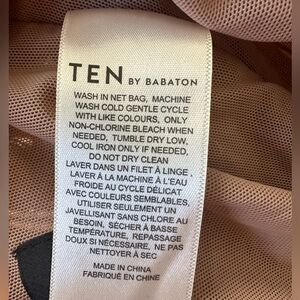 TEN BY BABATON
WASH IN NET BAG, MACHINE
WASH COLD GENTLE CYCLE
WITH LIKE COLOURS, ONLY
NON-CHLORINE BLEACH WHEN
NEEDED, TUMBLE DRY LOW,
COOL IRON ONLY IF NEEDED,
DO NOT DRY CLEAN
LAVER DANS UN FILET À LINGE ,
LAVER À LA MACHINE À L'EAU
FROIDE AU CYCLE DÉLICAT
AVEC COULEURS SEMBLABLES,
UTILISER SEULEMENT UN
JAVELLISANT SANS CHLORE AU
BESOIN, SÉCHER À BASSE
TEMPÉRATURE, REPASSAGE
DOUX SI NÉCESSAIRE, NE PAS
NETTOYER À SEC
MADE IN CHINA
FABRIQUÉ EN CHINE